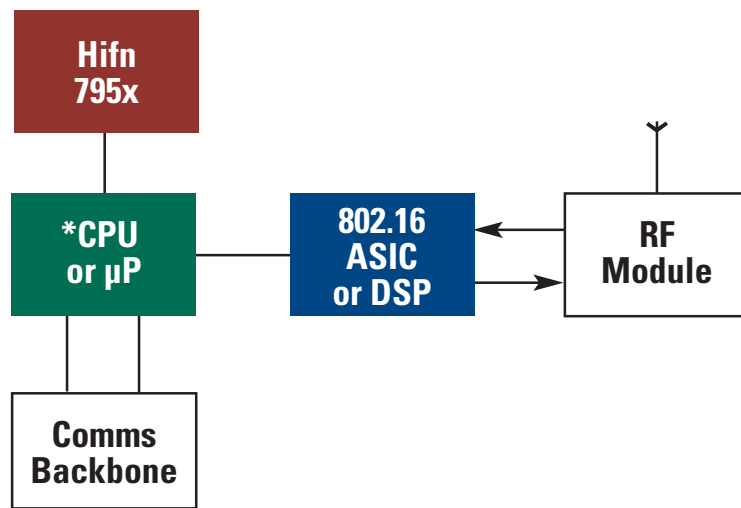 Hifn
795x
*CPU
or µP
802.16
ASIC
or DSP
RF
Module
Comms
Backbone